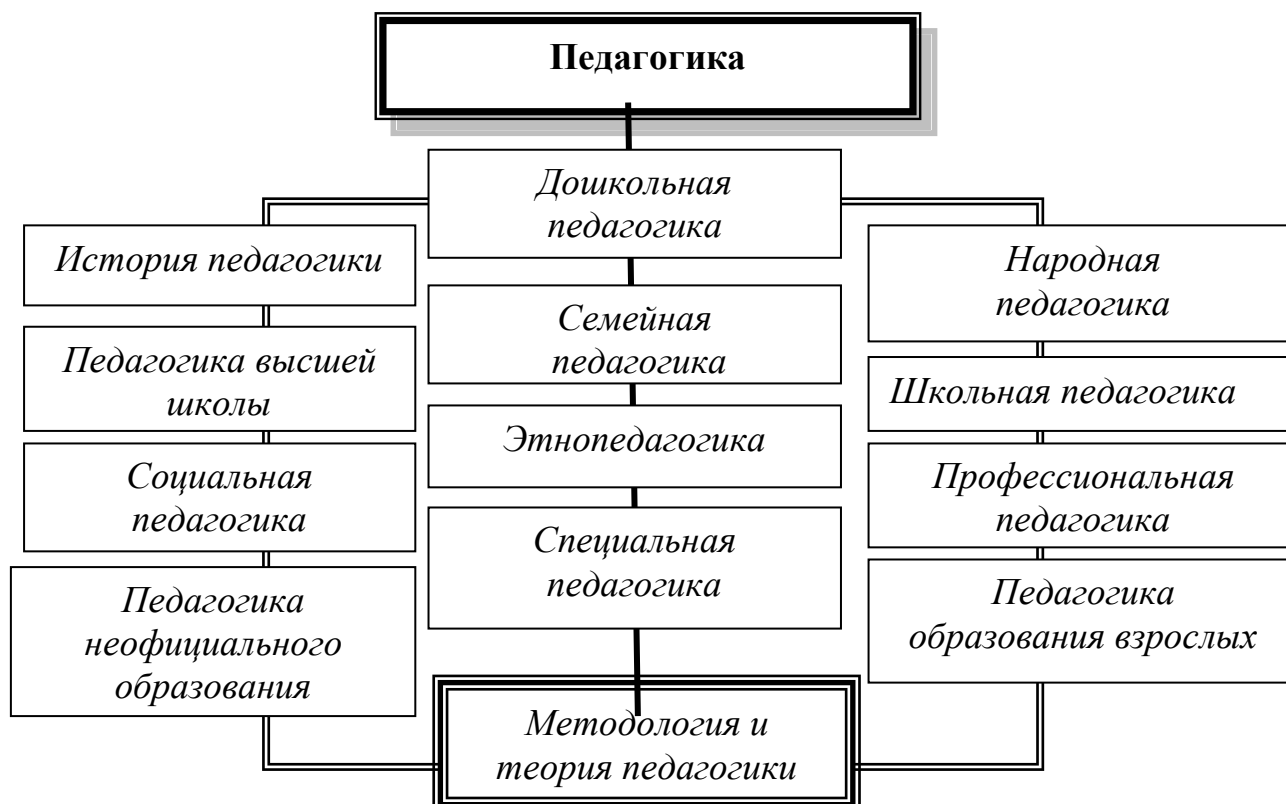 Педагогика
Дошкольная
педагогика
История педагогики
Народная
педагогика
Семейная
педагогика
Педагогика высшей
школы
Школьная педагогика
Этнопедагогика
Социальная
педагогика
Профессиональная
педагогика
Специальная
педагогика
Педагогика
неофициального
образования
Педагогика
образования взрослых
Методология и
теория педагогики